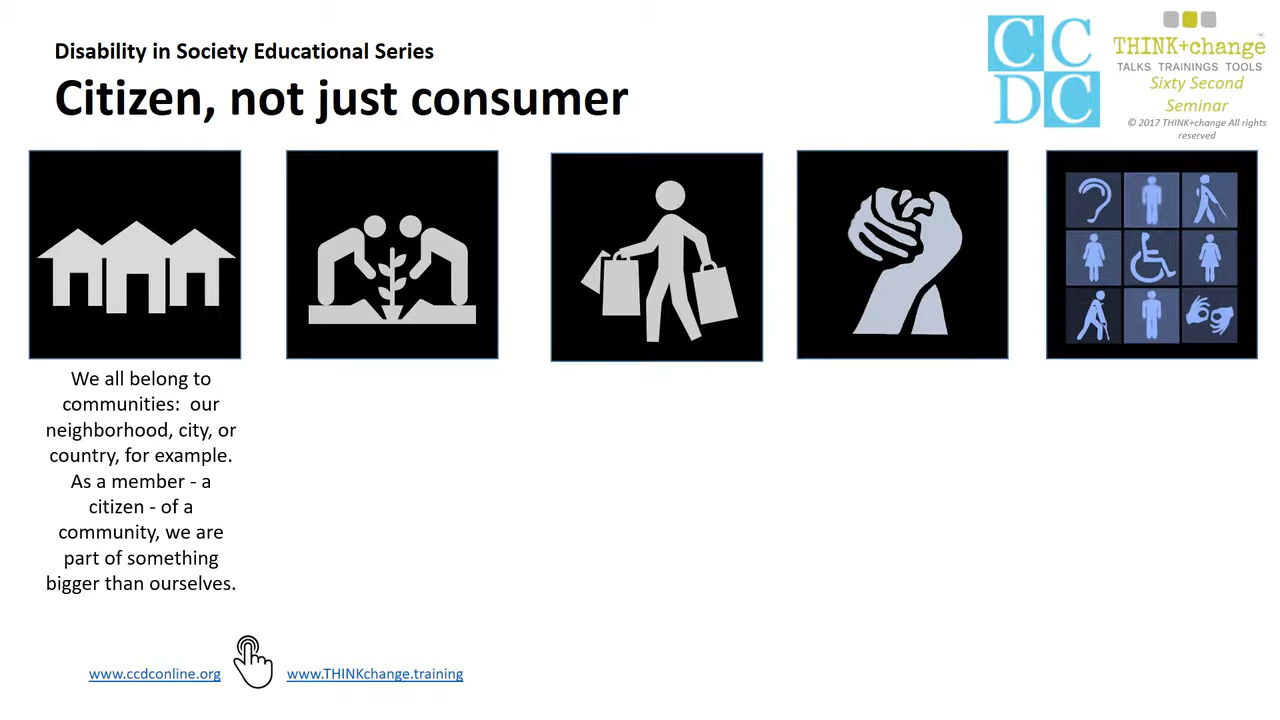 Disability in Society Educational Series
Citizen, not just consumer
C C
D C
THINK+change™
TALKS TRAININGS TOOLS
Sixty Second
Seminar
© 2017 THINK+change All rights
reserved
We all belong to
communities:  our
neighborhood, city, or
country, for example.
As a member - a
citizen - of a
community, we are
part of something
bigger than ourselves.
www.ccdconline.org
www.THINKchange.training